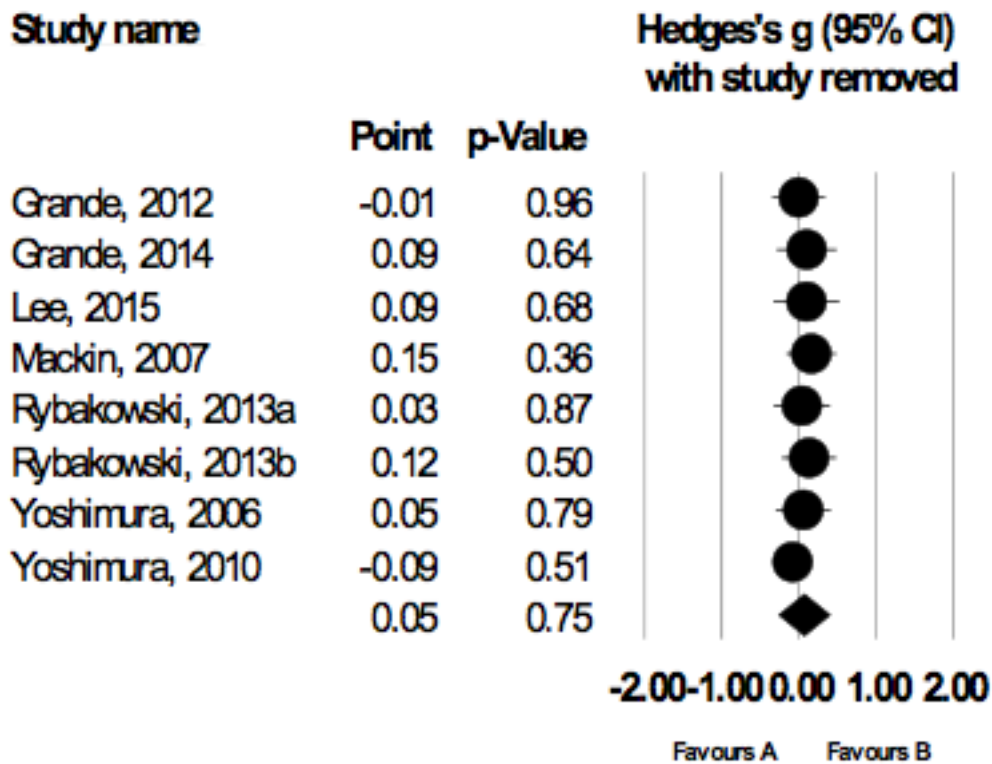 Study name Hedges's g (95% CI)
with study removed
Point p-Value
Grande, 2012 -0.01 0.96
Grande, 2014 0.09 0.64
Lee, 2015 0.09 0.68
Mackin, 2007 0.15 0.36
Rybakowski, 2013a 0.03 0.87
Rybakowski, 2013b 0.12 0.50
Yoshimura, 2006 0.05 0.79
Yoshimura, 2010 -0.09 0.51
0.05 0.75
-2.00 -1.00 0.00 1.00 2.00
Favours A Favours B